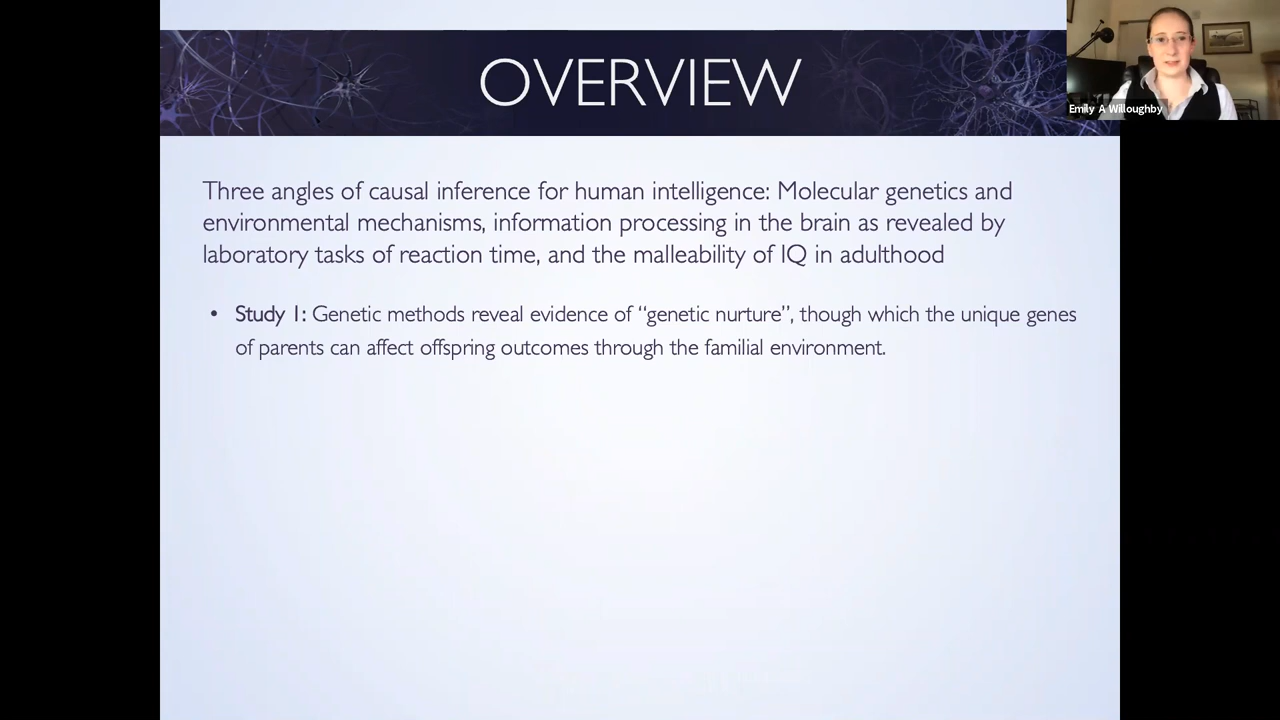 OVERVIEW
Emily A Willoughby
Three angles of causal inference for human intelligence: Molecular genetics and
environmental mechanisms, information processing in the brain as revealed by
laboratory tasks of reaction time, and the malleability of IQ in adulthood
• Study 1: Genetic methods reveal evidence of “genetic nurture”, though which the unique genes
of parents can affect offspring outcomes through the familial environment.